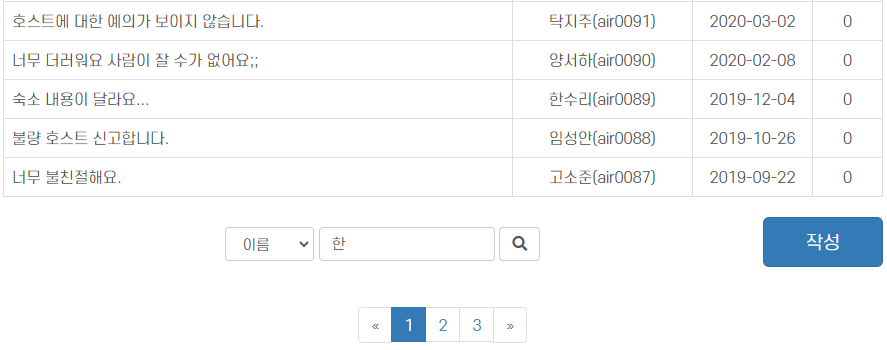 호스트에 대한 예의가 보이지 않습니다. 탁지주(air0091) 2020-03-02 0
너무 더러워요 사람이 잘 수가 없어요;; 양서하(air0090) 2020-02-08 0
숙소 내용이 달라요... 한수리(air0089) 2019-12-04 0
불량 호스트 신고합니다. 임성안(air0088) 2019-10-26 0
너무 불친절해요. 고소준(air0087) 2019-09-22 0
이름 한 작성
« 1 2 3 »